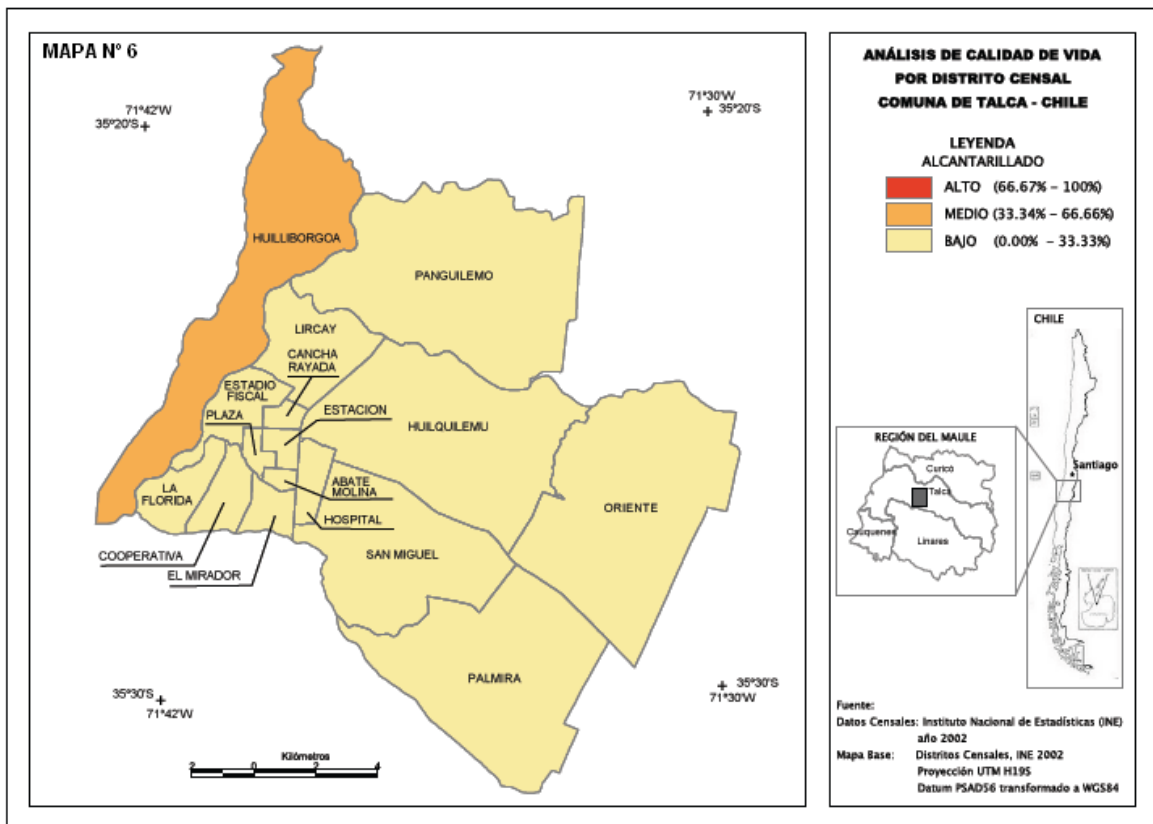 MAPA N° 6
71°42'W
35°20'S
71°30'W
35°20'S
HUILLIBORGOA
PANGUILEMO
LIRCAY
CANCHA
RAYADA
ESTADIO
FISCAL
PLAZA
ESTACION
HUILQUILEMU
LA
FLORIDA
ABATE
MOLINA
HOSPITAL
ORIENTE
COOPERATIVA
EL MIRADOR
SAN MIGUEL
PALMIRA
35°30'S
71°42'W
35°30'S
71°30'W
Kilómetros
2 0 2 4
ANÁLISIS DE CALIDAD DE VIDA
POR DISTRITO CENSAL
COMUNA DE TALCA - CHILE
LEYENDA
ALCANTARILLADO
ALTO (66.67% - 100%)
MEDIO (33.34% - 66.66%)
BAJO (0.00% - 33.33%)
CHILE
Santiago
REGIÓN DEL MAULE
Curicó
Talca
Cauquenes
Linares
Fuente:
Datos Censales: Instituto Nacional de Estadísticas (INE)
año 2002
Mapa Base: Distritos Censales, INE 2002
Proyección UTM H19S
Datum PSAD56 transformado a WGS84